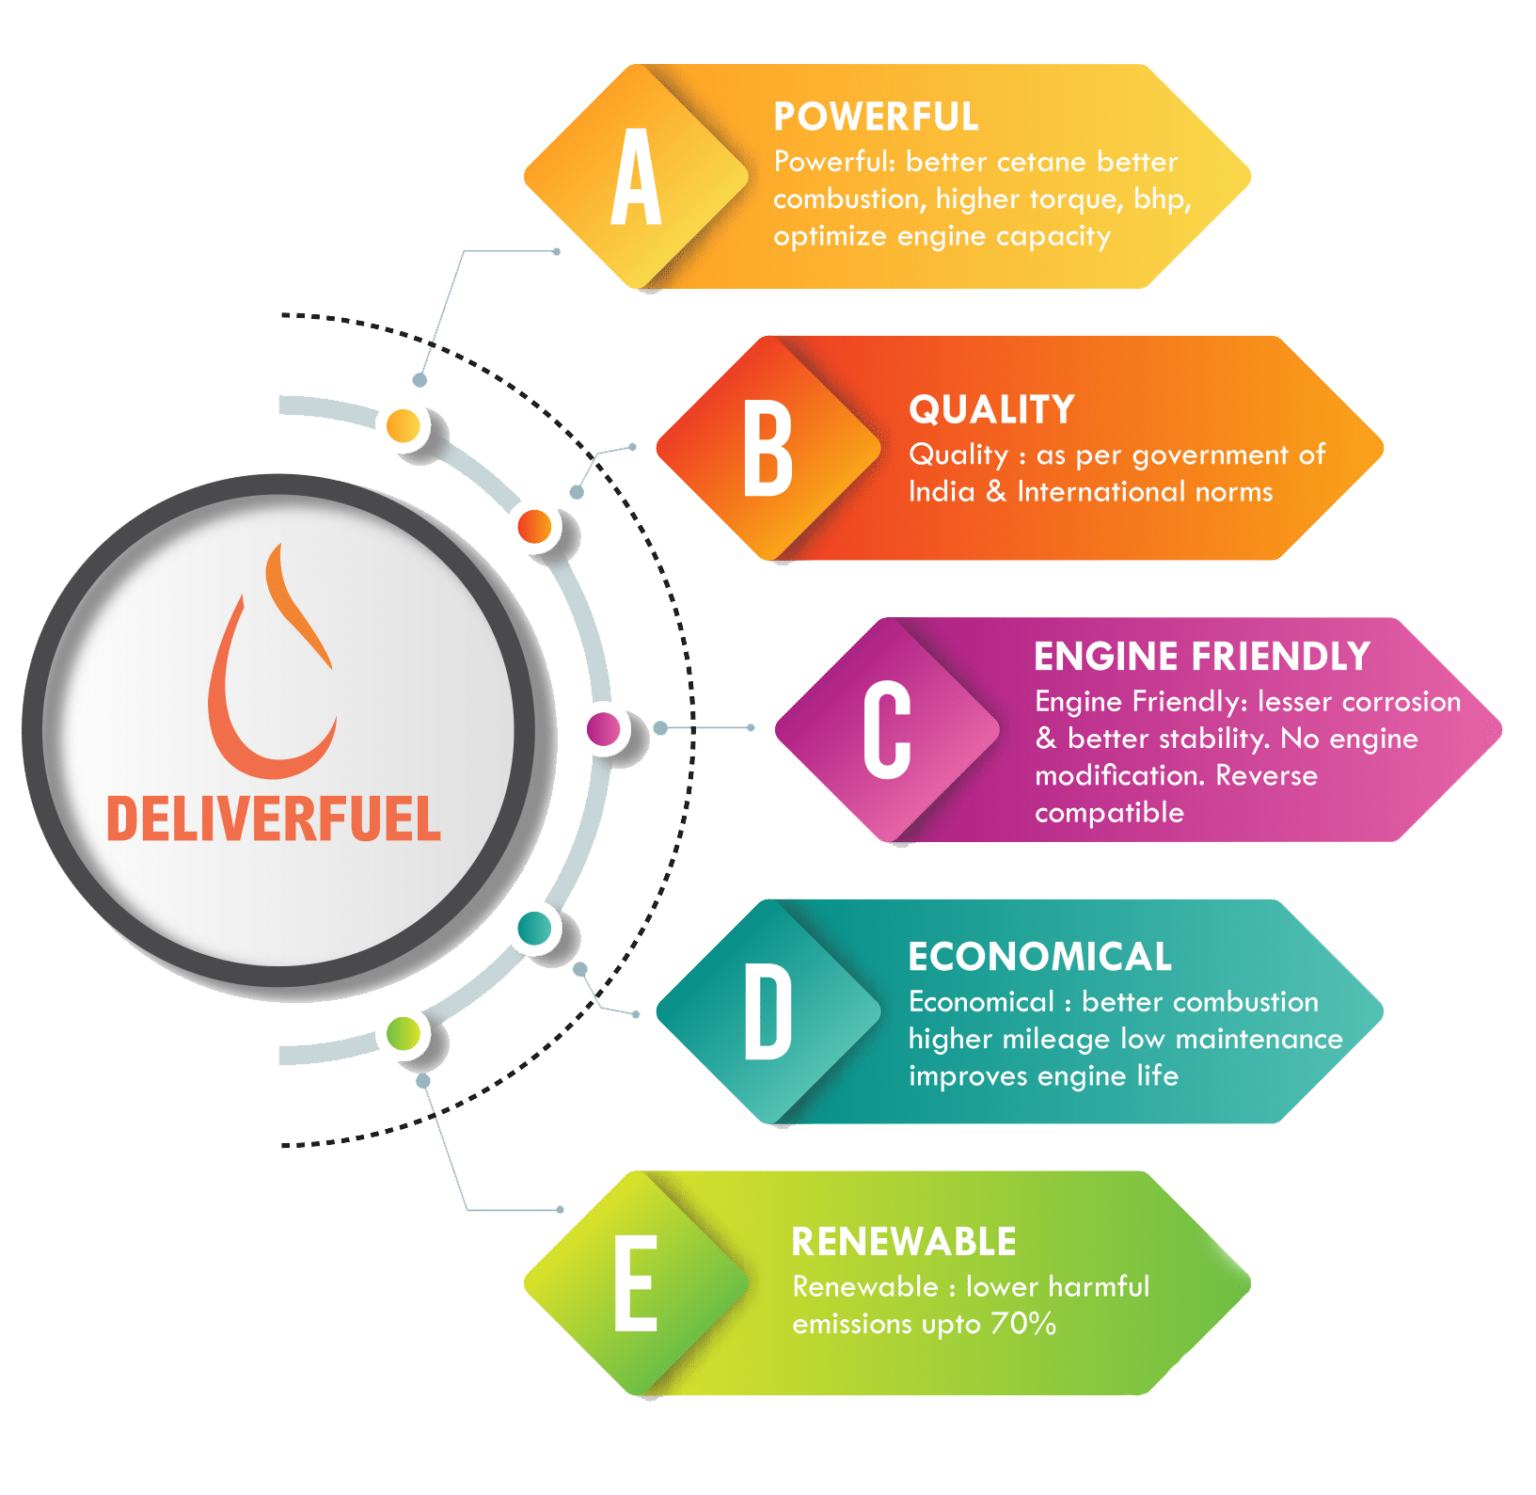 A
POWERFUL
Powerful: better cetane better
combustion, higher torque, bhp,
optimize engine capacity
B
QUALITY
Quality : as per government of
India & International norms
C
ENGINE FRIENDLY
Engine Friendly: lesser corrosion
& better stability. No engine
modification. Reverse
compatible
DELIVERFUEL
D
ECONOMICAL
Economical : better combustion
higher mileage low maintenance
improves engine life
E
RENEWABLE
Renewable : lower harmful
emissions upto 70%